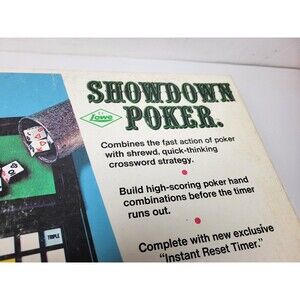 SHOWDOWN
Lowe
POKER.
Combines the fast action of poker
with shrewd, quick-thinking
crossword strategy.
Build high-scoring poker hand
combinations before the timer
runs out.
Complete with new exclusive
"Instant Reset Timer."
TRIPLE